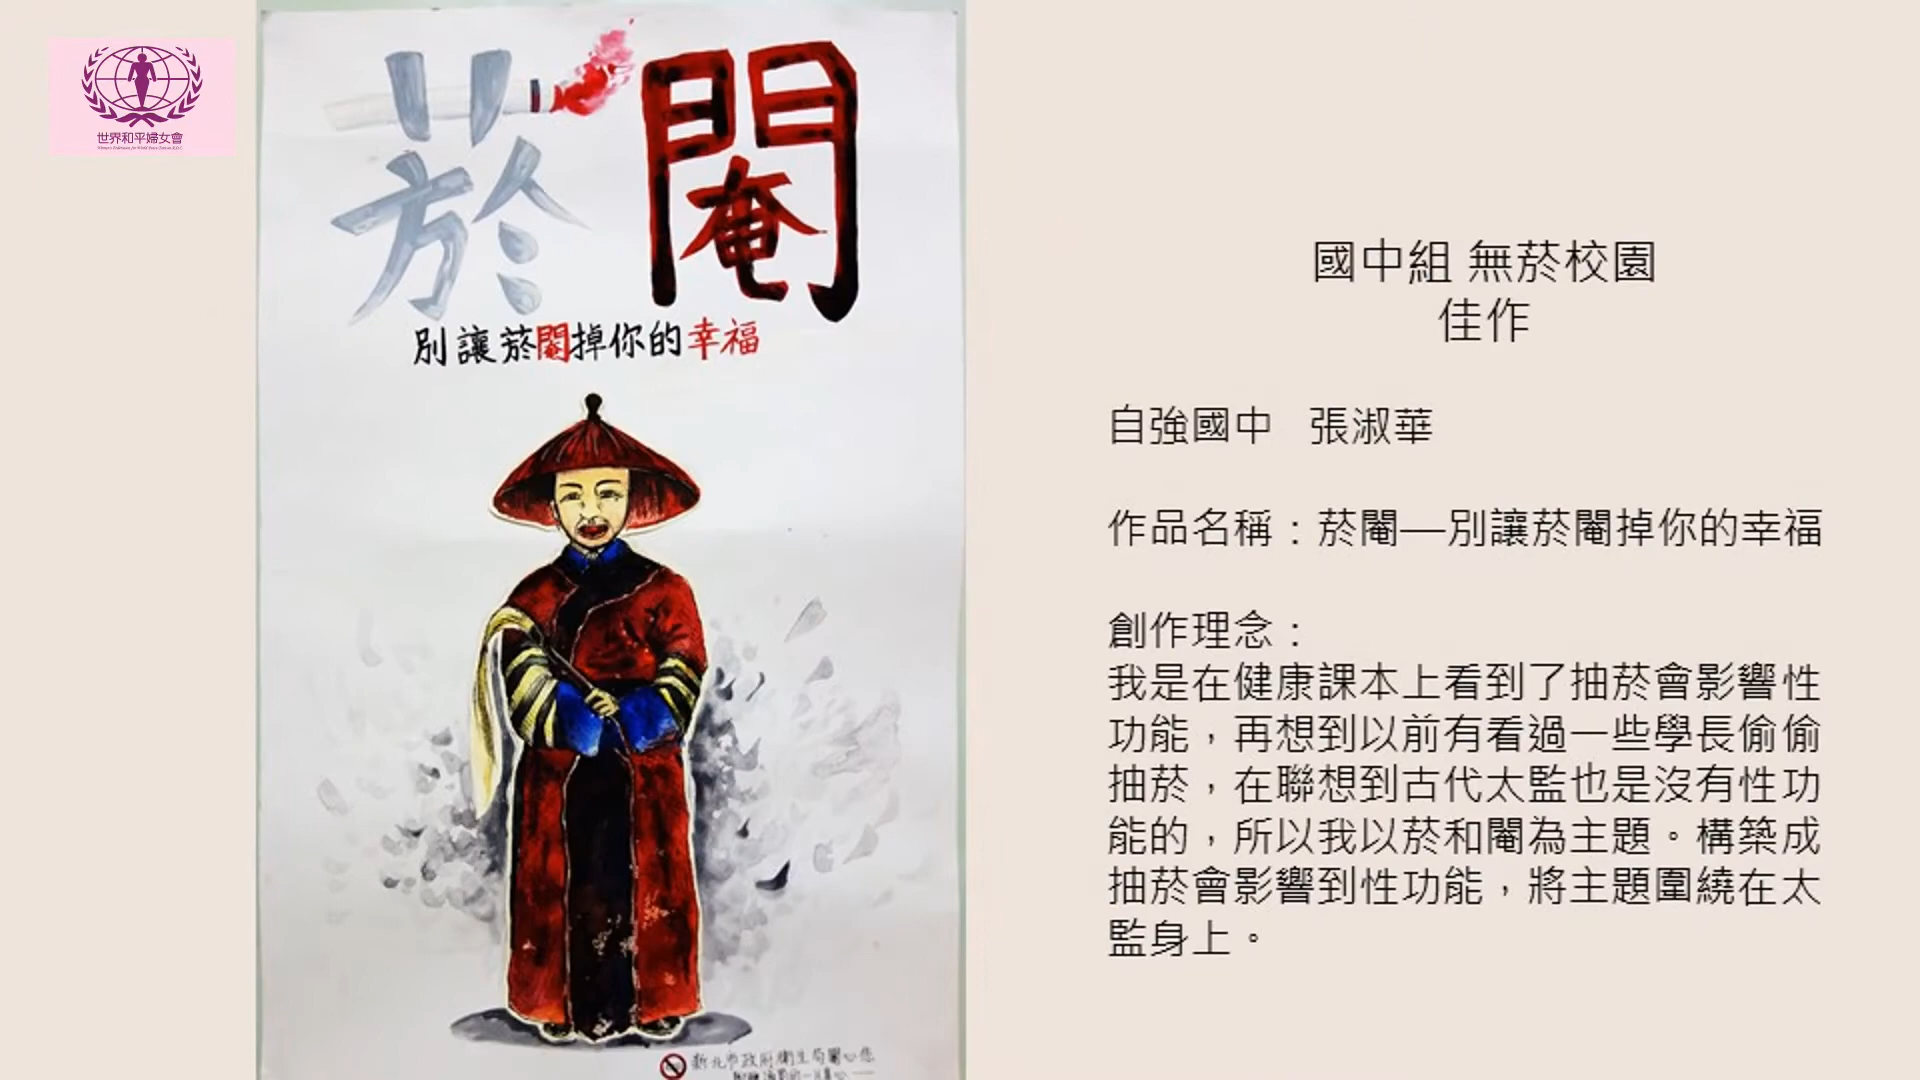 世界和平婦女會
菸閹
別讓菸閹掉你的幸福
新北市政府衛生局關心您
國中組 無菸校園
佳作
自強國中 張淑華
作品名稱：菸閹—別讓菸閹掉你的幸福
創作理念：
我是在健康課本上看到了抽菸會影響性
功能，再想到以前有看過一些學長偷偷
抽菸，在聯想到古代太監也是沒有性功
能的，所以我以菸和閹為主題。構築成
抽菸會影響到性功能，將主題圍繞在太
監身上。